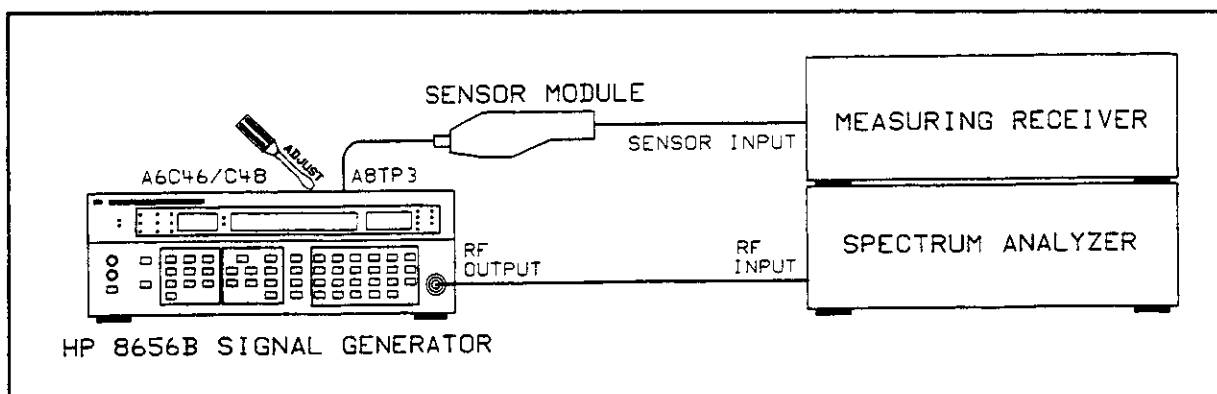 SENSOR MODULE
ADJUST
A6C46/C48
A8TP3
SENSOR INPUT
MEASURING RECEIVER
RF
OUTPUT
RF
INPUT
SPECTRUM ANALYZER
HP 8656B SIGNAL GENERATOR